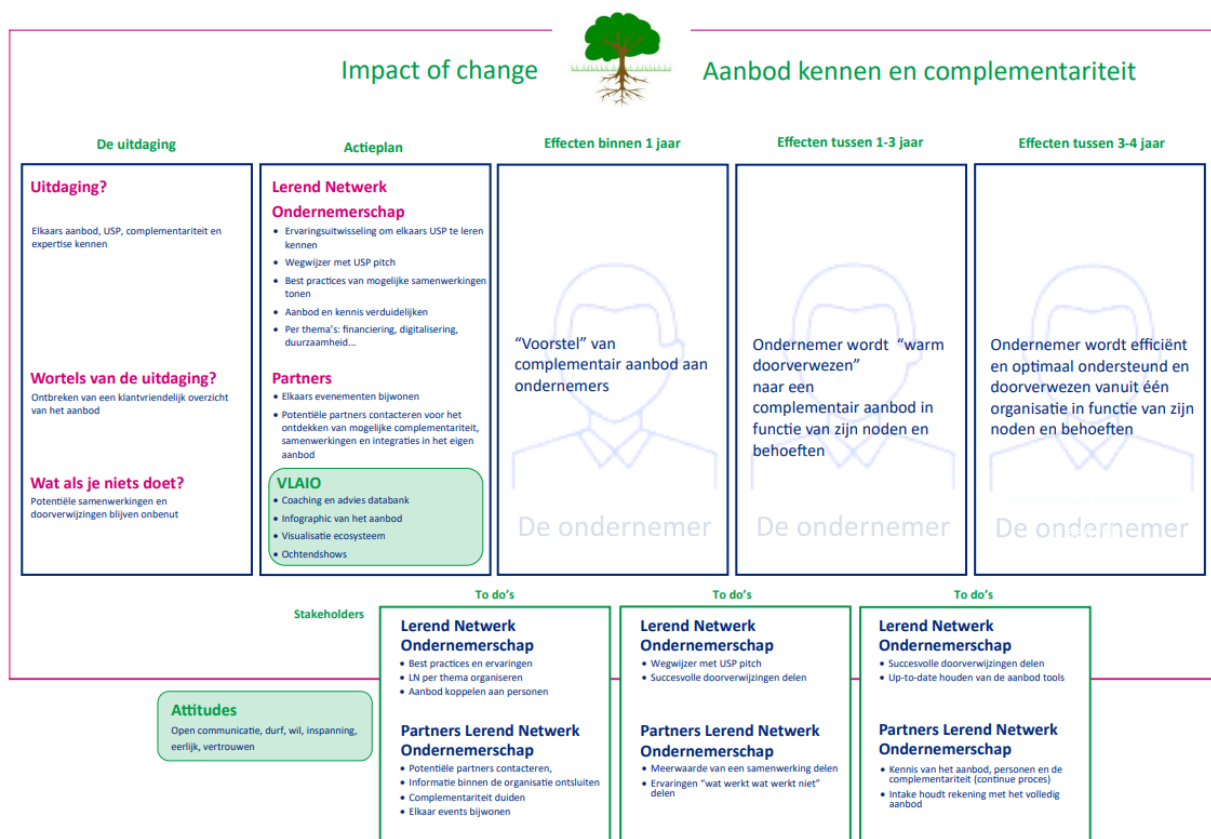 Impact of change
Aanbod kennen en complementariteit
De uitdaging
Uitdaging?
Elkaars aanbod, USP, complementariteit en
expertise kennen
Wortels van de uitdaging?
Ontbreken van een klantvriendelijk overzicht
van het aanbod
Wat als je niets doet?
Potentiële samenwerkingen en
doorverwijzingen blijven onbenut
Actieplan
Lerend Netwerk
Ondernemerschap
• Ervaringsuitwisseling om elkaars USP te leren
kennen
• Wegwijzer met USP pitch
• Best practices van mogelijke samenwerkingen
tonen
• Aanbod en kennis verduidelijken
• Per thema's: financiering, digitalisering,
duurzaamheid...
Partners
• Elkaars evenementen bijwonen
• Potentiële partners contacteren voor het
ontdekken van mogelijke complementariteit,
samenwerkingen en integraties in het eigen
aanbod
VLAIO
• Coaching en advies databank
• Infographic van het aanbod
• Visualisatie ecosysteem
• Ochtendshows
Effecten binnen 1 jaar
“Voorstel” van
complementair aanbod aan
ondernemers
De ondernemer
Effecten tussen 1-3 jaar
Ondernemer wordt “warm
doorverwezen”
naar een
complementair aanbod in
functie van zijn noden en
behoeften
De ondernemer
Effecten tussen 3-4 jaar
Ondernemer wordt efficiënt
en optimaal ondersteund en
doorverwezen vanuit één
organisatie in functie van zijn
noden en behoeften
De ondernemer
Stakeholders
Attitudes
Open communicatie, durf, wil, inspanning,
eerlijk, vertrouwen
To do's
Lerend Netwerk
Ondernemerschap
• Best practices en ervaringen
• LN per thema organiseren
• Aanbod koppelen aan personen
Partners Lerend Netwerk
Ondernemerschap
• Potentiële partners contacteren,
• Informatie binnen de organisatie ontsluiten
• Complementariteit duiden
• Elkaar events bijwonen
To do's
Lerend Netwerk
Ondernemerschap
• Wegwijzer met USP pitch
• Succesvolle doorverwijzingen delen
Partners Lerend Netwerk
Ondernemerschap
• Meerwaarde van een samenwerking delen
• Ervaringen “wat werkt wat werkt niet”
delen
To do's
Lerend Netwerk
Ondernemerschap
• Succesvolle doorverwijzingen delen
• Up-to-date houden van de aanbod tools
Partners Lerend Netwerk
Ondernemerschap
• Kennis van het aanbod, personen en de
complementariteit (continue proces)
• Intake houdt rekening met het volledig
aanbod